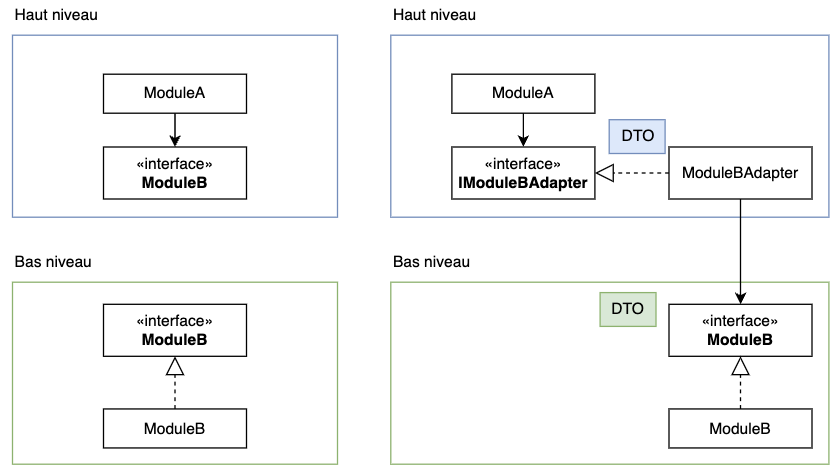 Haut niveau
ModuleA
«interface»
ModuleB
Bas niveau
«interface»
ModuleB
ModuleB
Haut niveau
ModuleA
DTO
«interface»
IModuleBAdapter
ModuleBAdapter
Bas niveau
DTO
«interface»
ModuleB
ModuleB